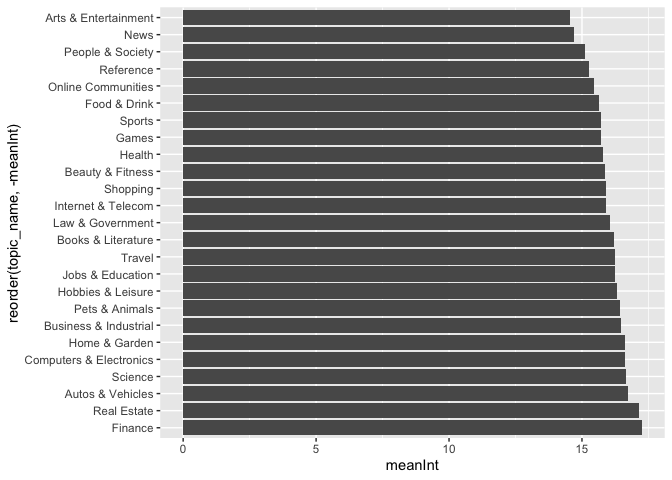 reorder(topic_name, -meanInt)
Arts & Entertainment
News
People & Society
Reference
Online Communities
Food & Drink
Sports
Games
Health
Beauty & Fitness
Shopping
Internet & Telecom
Law & Government
Books & Literature
Travel
Jobs & Education
Hobbies & Leisure
Pets & Animals
Business & Industrial
Home & Garden
Computers & Electronics
Science
Autos & Vehicles
Real Estate
Finance
0 5 10 15
meanInt